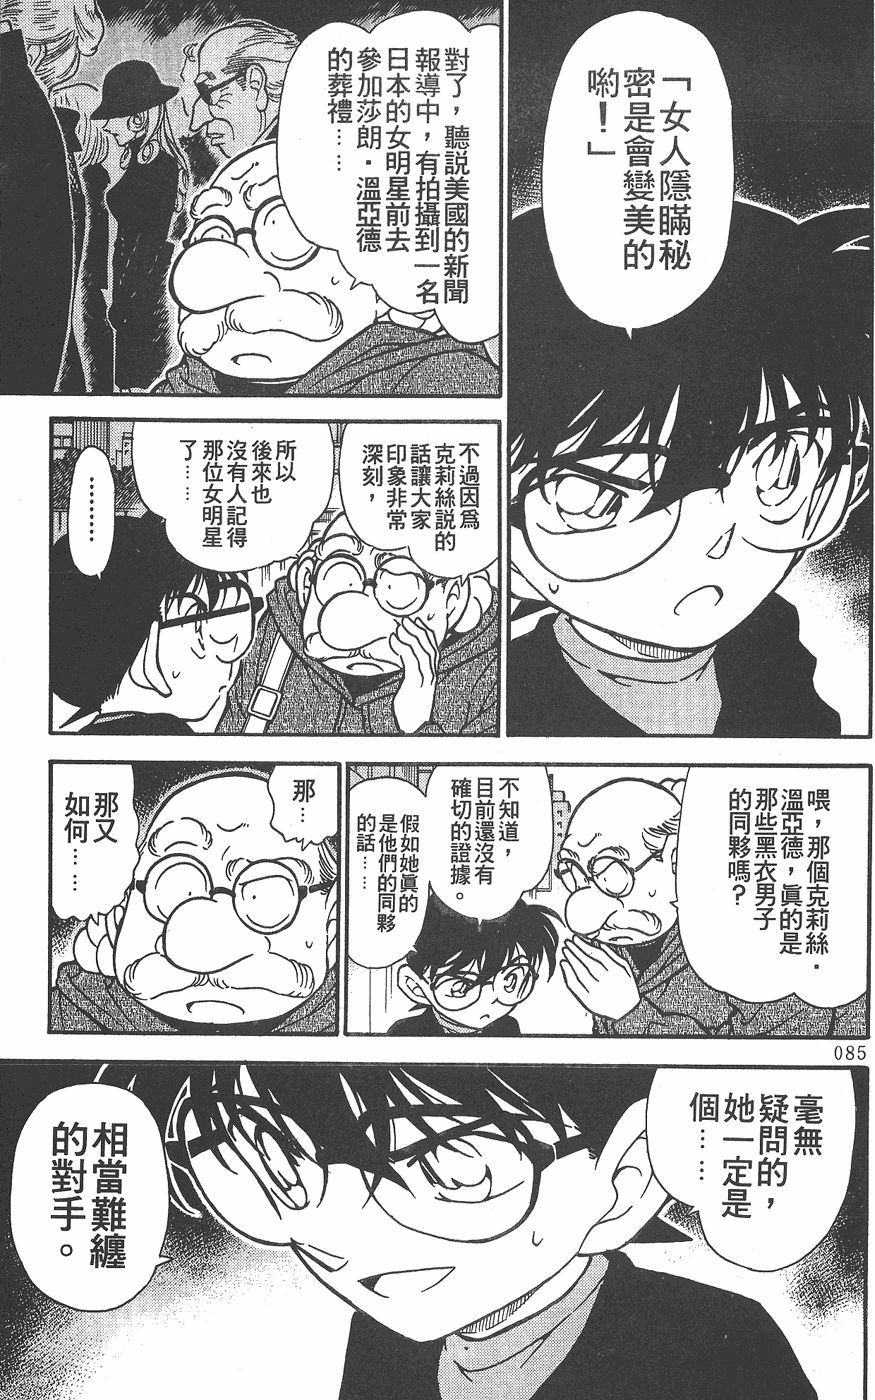 「女人隱瞞秘
密是會變美的
喲！」
對了，聽說美國的新聞
報導中，有拍攝到一名
日本的女明星前去
參加莎朗．溫亞德
的葬禮……
不過因為
克莉絲說的
話讓大家
印象非常
深刻，
所以
後來也
沒有人記得
那位女明星
了……
………
喂，那個克莉絲．
溫亞德，真的是
那些黑衣男子
的同夥嗎？
不知道，
目前還沒有
確切的證據。
假如她真的
是他們的同夥
的話……
那…
那又
如何……
085
毫無
疑問的，
她一定是
個……
相當難纏
的對手。